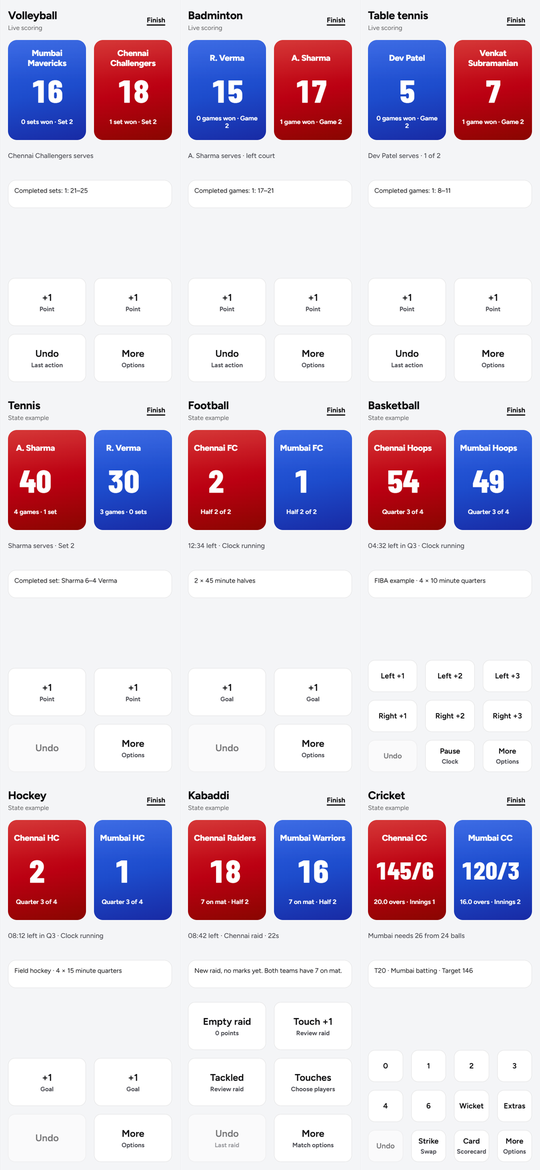 Volleyball
Live scoring
Finish
Mumbai
Mavericks
16
0 sets won · Set 2
Chennai
Challengers
18
1 set won · Set 2
Chennai Challengers serves
Completed sets: 1: 21–25
+1
Point
+1
Point
Undo
Last action
More
Options
Badminton
Live scoring
Finish
R. Verma
15
0 games won · Game
2
A. Sharma
17
1 game won · Game 2
A. Sharma serves · left court
Completed games: 1: 17–21
+1
Point
+1
Point
Undo
Last action
More
Options
Table tennis
Live scoring
Finish
Dev Patel
5
0 games won · Game
2
Venkat
Subramanian
7
1 game won · Game 2
Dev Patel serves · 1 of 2
Completed games: 1: 8–11
+1
Point
+1
Point
Undo
Last action
More
Options
Tennis
State example
Finish
A. Sharma
40
4 games · 1 set
R. Verma
30
3 games · 0 sets
Sharma serves · Set 2
Completed set: Sharma 6–4 Verma
+1
Point
+1
Point
Undo
More
Options
Football
State example
Finish
Chennai FC
2
Half 2 of 2
Mumbai FC
1
Half 2 of 2
12:34 left · Clock running
2 × 45 minute halves
+1
Goal
+1
Goal
Undo
More
Options
Basketball
State example
Finish
Chennai Hoops
54
Quarter 3 of 4
Mumbai Hoops
49
Quarter 3 of 4
04:32 left in Q3 · Clock running
FIBA example · 4 × 10 minute quarters
Left +1
Left +2
Left +3
Right +1
Right +2
Right +3
Undo
Pause
Clock
More
Options
Hockey
State example
Finish
Chennai HC
2
Quarter 3 of 4
Mumbai HC
1
Quarter 3 of 4
08:12 left in Q3 · Clock running
Field hockey · 4 × 15 minute quarters
+1
Goal
+1
Goal
Undo
More
Options
Kabaddi
State example
Finish
Chennai Raiders
18
7 on mat · Half 2
Mumbai Warriors
16
7 on mat · Half 2
08:42 left · Chennai raid · 22s
New raid, no marks yet. Both teams have 7 on mat.
Empty raid
0 points
Touch +1
Review raid
Tackled
Review raid
Touches
Choose players
Undo
Last raid
More
Match options
Cricket
State example
Finish
Chennai CC
145/6
20.0 overs · Innings 1
Mumbai CC
120/3
16.0 overs · Innings 2
Mumbai needs 26 from 24 balls
T20 · Mumbai batting · Target 146
0
1
2
3
4
6
Wicket
Extras
Undo
Strike
Swap
Card
Scorecard
More
Options